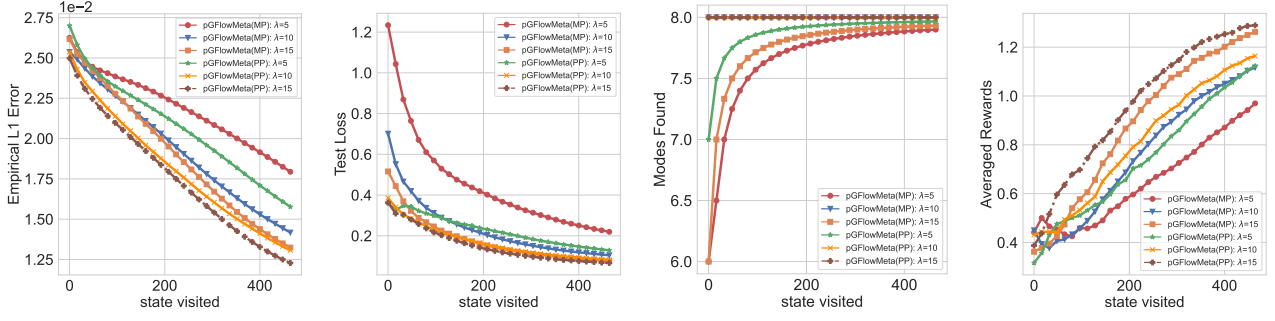 1e−2
Empirical L1 Error
2.75
2.50
2.25
2.00
1.75
1.50
1.25
0
200
400
state visited
pGFlowMeta(MP): λ=5
pGFlowMeta(MP): λ=10
pGFlowMeta(MP): λ=15
pGFlowMeta(PP): λ=5
pGFlowMeta(PP): λ=10
pGFlowMeta(PP): λ=15
Test Loss
1.2
1.0
0.8
0.6
0.4
0.2
0
200
400
state visited
pGFlowMeta(MP): λ=5
pGFlowMeta(MP): λ=10
pGFlowMeta(MP): λ=15
pGFlowMeta(PP): λ=5
pGFlowMeta(PP): λ=10
pGFlowMeta(PP): λ=15
Modes Found
8.0
7.5
7.0
6.5
6.0
0
200
400
state visited
pGFlowMeta(MP): λ=5
pGFlowMeta(MP): λ=10
pGFlowMeta(MP): λ=15
pGFlowMeta(PP): λ=5
pGFlowMeta(PP): λ=10
pGFlowMeta(PP): λ=15
Averaged Rewards
1.2
1.0
0.8
0.6
0.4
0
200
400
state visited
pGFlowMeta(MP): λ=5
pGFlowMeta(MP): λ=10
pGFlowMeta(MP): λ=15
pGFlowMeta(PP): λ=5
pGFlowMeta(PP): λ=10
pGFlowMeta(PP): λ=15